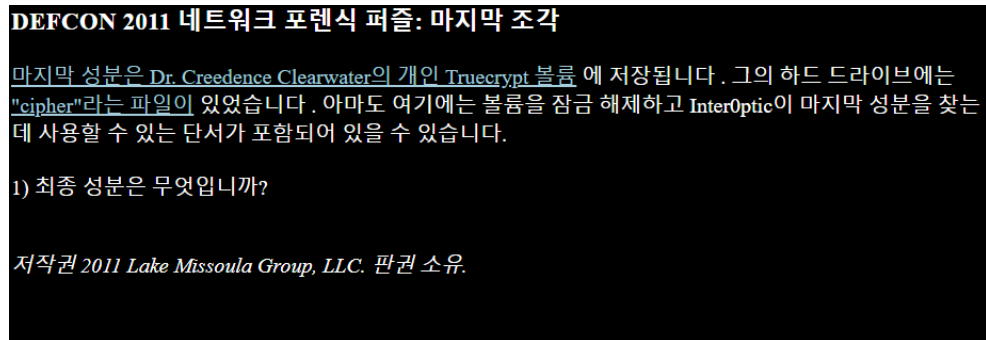 DEFCON 2011 네트워크 포렌식 퍼즐: 마지막 조각
마지막 성분은 Dr. Creedence Clearwater의 개인 Truecrypt 볼륨 에 저장됩니다 . 그의 하드 드라이브에는
"cipher"라는 파일이 있었습니다 . 아마도 여기에는 볼륨을 잠금 해제하고 Inter0ptic이 마지막 성분을 찾는
데 사용할 수 있는 단서가 포함되어 있을 수 있습니다.
1) 최종 성분은 무엇입니까?
저작권 2011 Lake Missoula Group, LLC. 판권 소유.